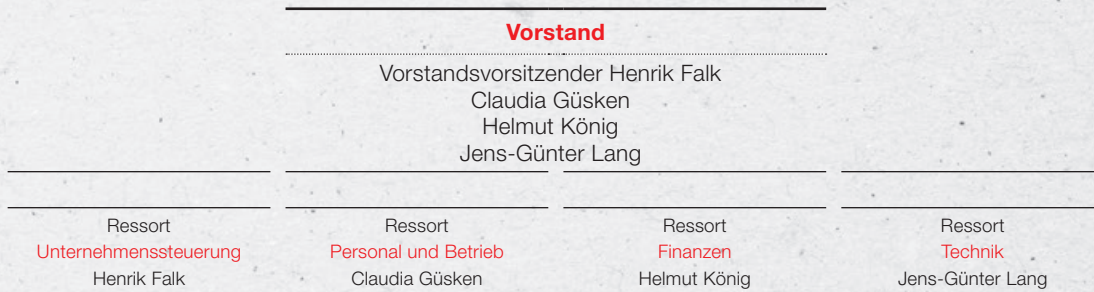 Vorstand
Vorstandsvorsitzender Henrik Falk
Claudia Güsken
Helmut König
Jens-Günter Lang
Ressort
Unternehmenssteuerung
Henrik Falk
Ressort
Personal und Betrieb
Claudia Güsken
Ressort
Finanzen
Helmut König
Ressort
Technik
Jens-Günter Lang